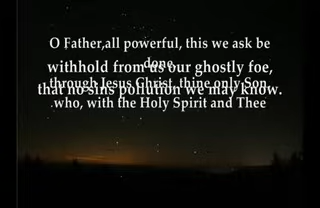 O Father,all powerful, this we ask be
done
withhold from us our ghostly foe,
through Jesus Christ, thine only Son
that no sins pollution we may know.
who, with the Holy Spirit and Thee